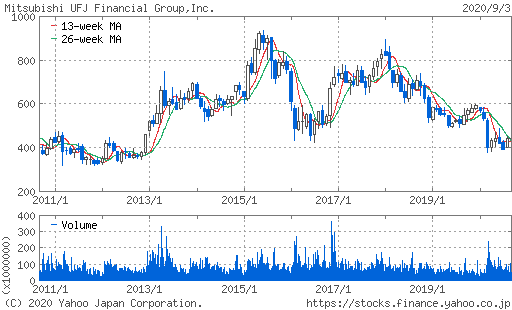 Mitsubishi UFJ Financial Group,Inc. 2020/9/3
1000
13-week MA
26-week MA
800
600
400
200
2011/1 2013/1 2015/1 2017/1 2019/1
400
Volume
300
200
100
0
(x1000000)
2011/1 2013/1 2015/1 2017/1 2019/1
(C) 2020 Yahoo Japan Corporation. https://stocks.finance.yahoo.co.jp/